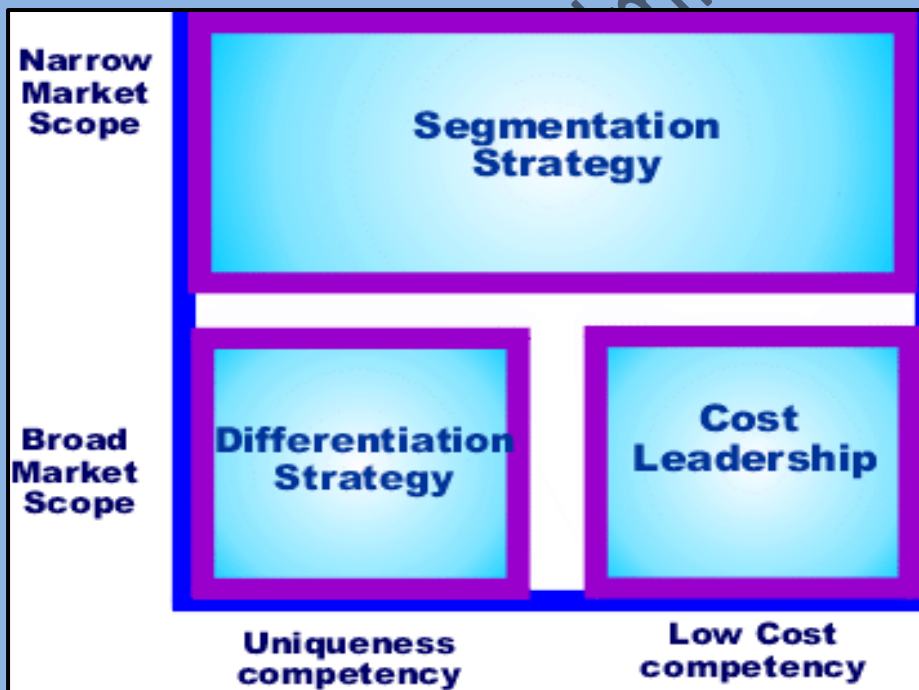 Narrow
Market
Scope
Segmentation
Strategy
Broad
Market
Scope
Differentiation
Strategy
Cost
Leadership
Uniqueness
competency
Low Cost
competency